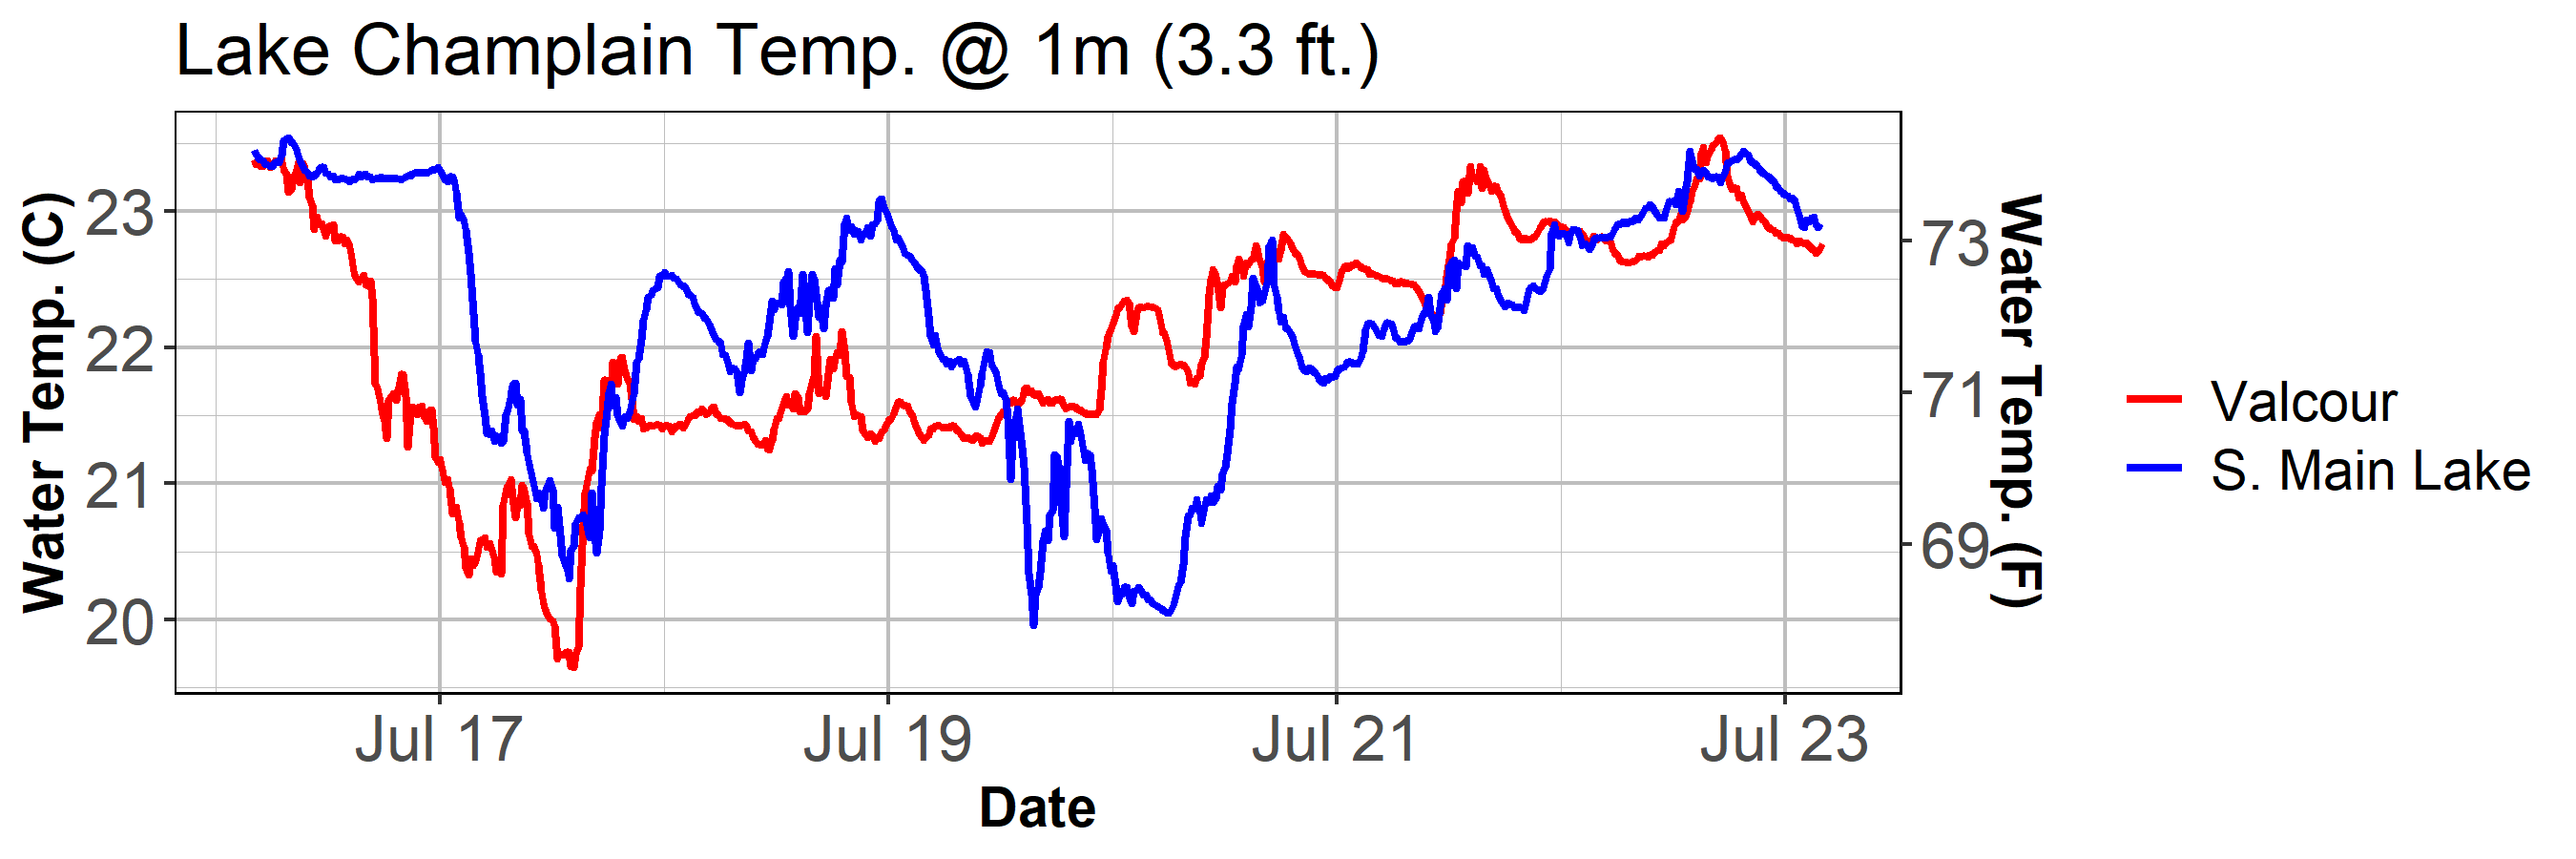 Lake Champlain Temp. @ 1m (3.3 ft.)
Water Temp. (C)
23
22
21
20
73
71
69
Water Temp. (F)
Jul 17
Jul 19
Jul 21
Jul 23
Date
Valcour
S. Main Lake